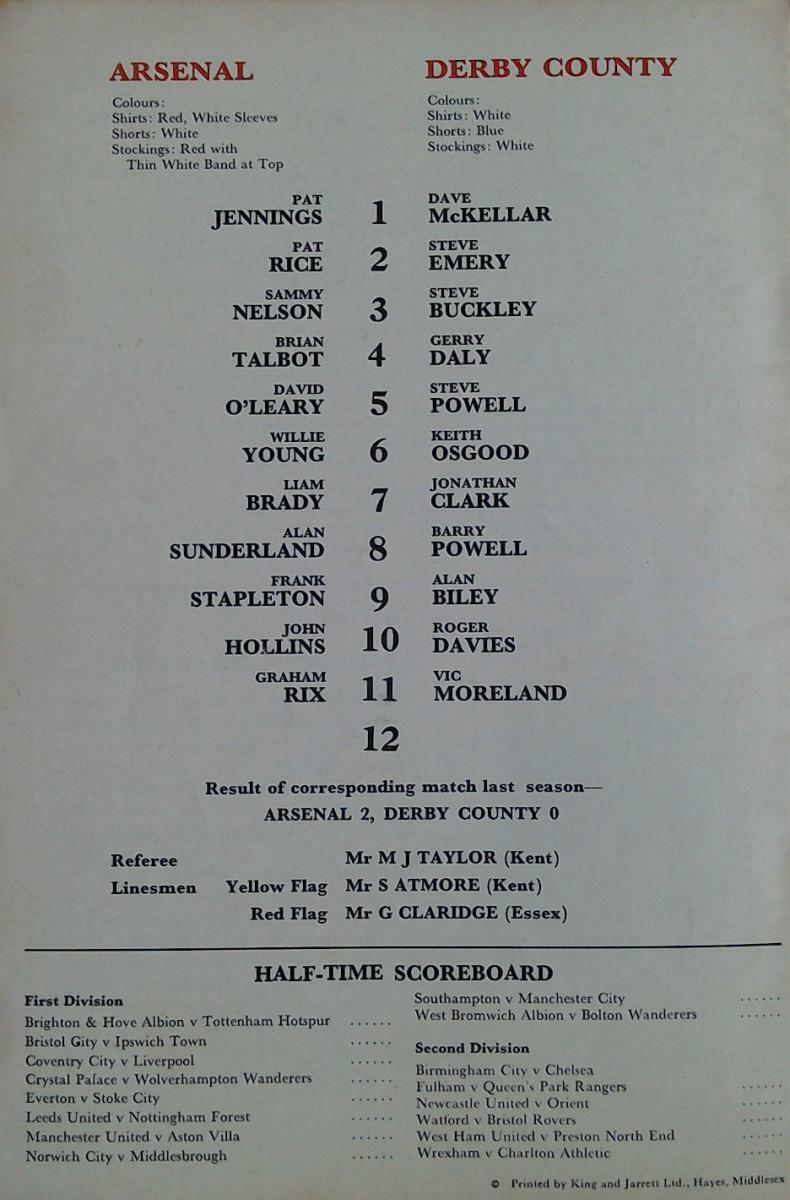 ARSENAL
Colours:
Shirts: Red, White Sleeves
Shorts: White
Stockings: Red with
Thin White Band at Top
DERBY COUNTY
Colours:
Shirts: White
Shorts: Blue
Stockings: White
PAT JENNINGS 1 DAVE McKELLAR
PAT RICE 2 STEVE EMERY
SAMMY NELSON 3 STEVE BUCKLEY
BRIAN TALBOT 4 GERRY DALY
DAVID O'LEARY 5 STEVE POWELL
WILLIE YOUNG 6 KEITH OSGOOD
LIAM BRADY 7 JONATHAN CLARK
ALAN SUNDERLAND 8 BARRY POWELL
FRANK STAPLETON 9 ALAN BILEY
JOHN HOLLINS 10 ROGER DAVIES
GRAHAM RIX 11 VIC MORELAND
12
Result of corresponding match last season—
ARSENAL 2, DERBY COUNTY 0
Referee Mr M J TAYLOR (Kent)
Linesmen Yellow Flag Mr S ATMORE (Kent)
Red Flag Mr G CLARIDGE (Essex)
HALF-TIME SCOREBOARD
First Division
Brighton & Hove Albion v Tottenham Hotspur ......
Bristol City v Ipswich Town ......
Coventry City v Liverpool ......
Crystal Palace v Wolverhampton Wanderers ......
Everton v Stoke City ......
Leeds United v Nottingham Forest ......
Manchester United v Aston Villa ......
Norwich City v Middlesbrough ......
Southampton v Manchester City ......
West Bromwich Albion v Bolton Wanderers ......
Second Division
Birmingham City v Chelsea
Fulham v Queen's Park Rangers ......
Newcastle United v Orient ......
Watford v Bristol Rovers ......
West Ham United v Preston North End ......
Wrexham v Charlton Athletic ......
© Printed by King and Jarrett Ltd., Hayes, Middlesex